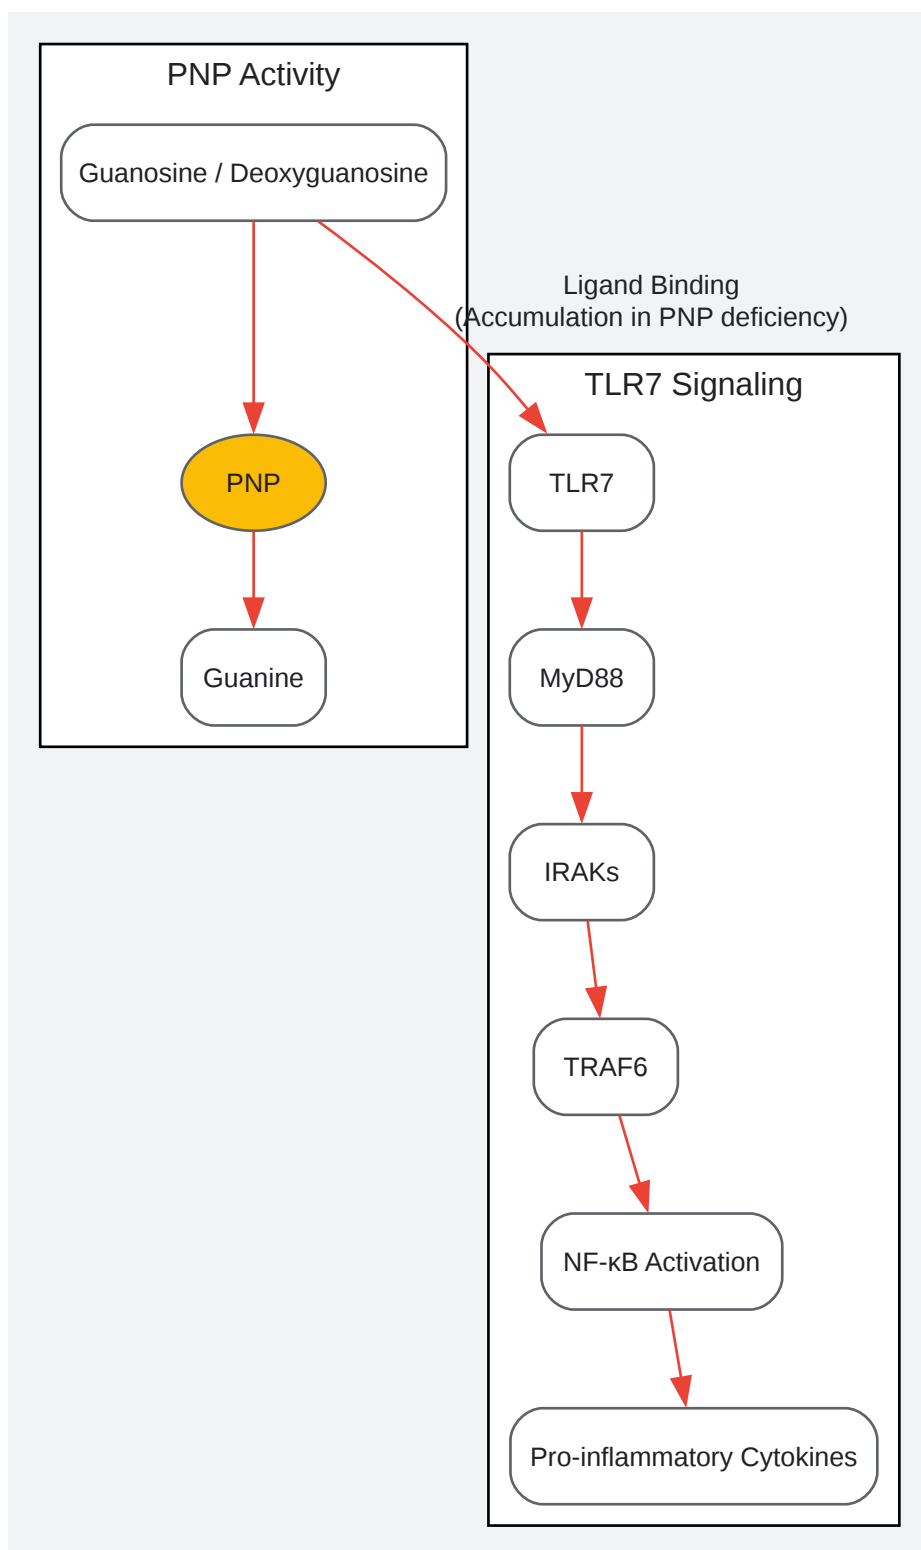 PNP Activity
Guanosine / Deoxyguanosine
PNP
Guanine
Ligand Binding
(Accumulation in PNP deficiency)
TLR7 Signaling
TLR7
MyD88
IRAKs
TRAF6
NF-κB Activation
Pro-inflammatory Cytokines